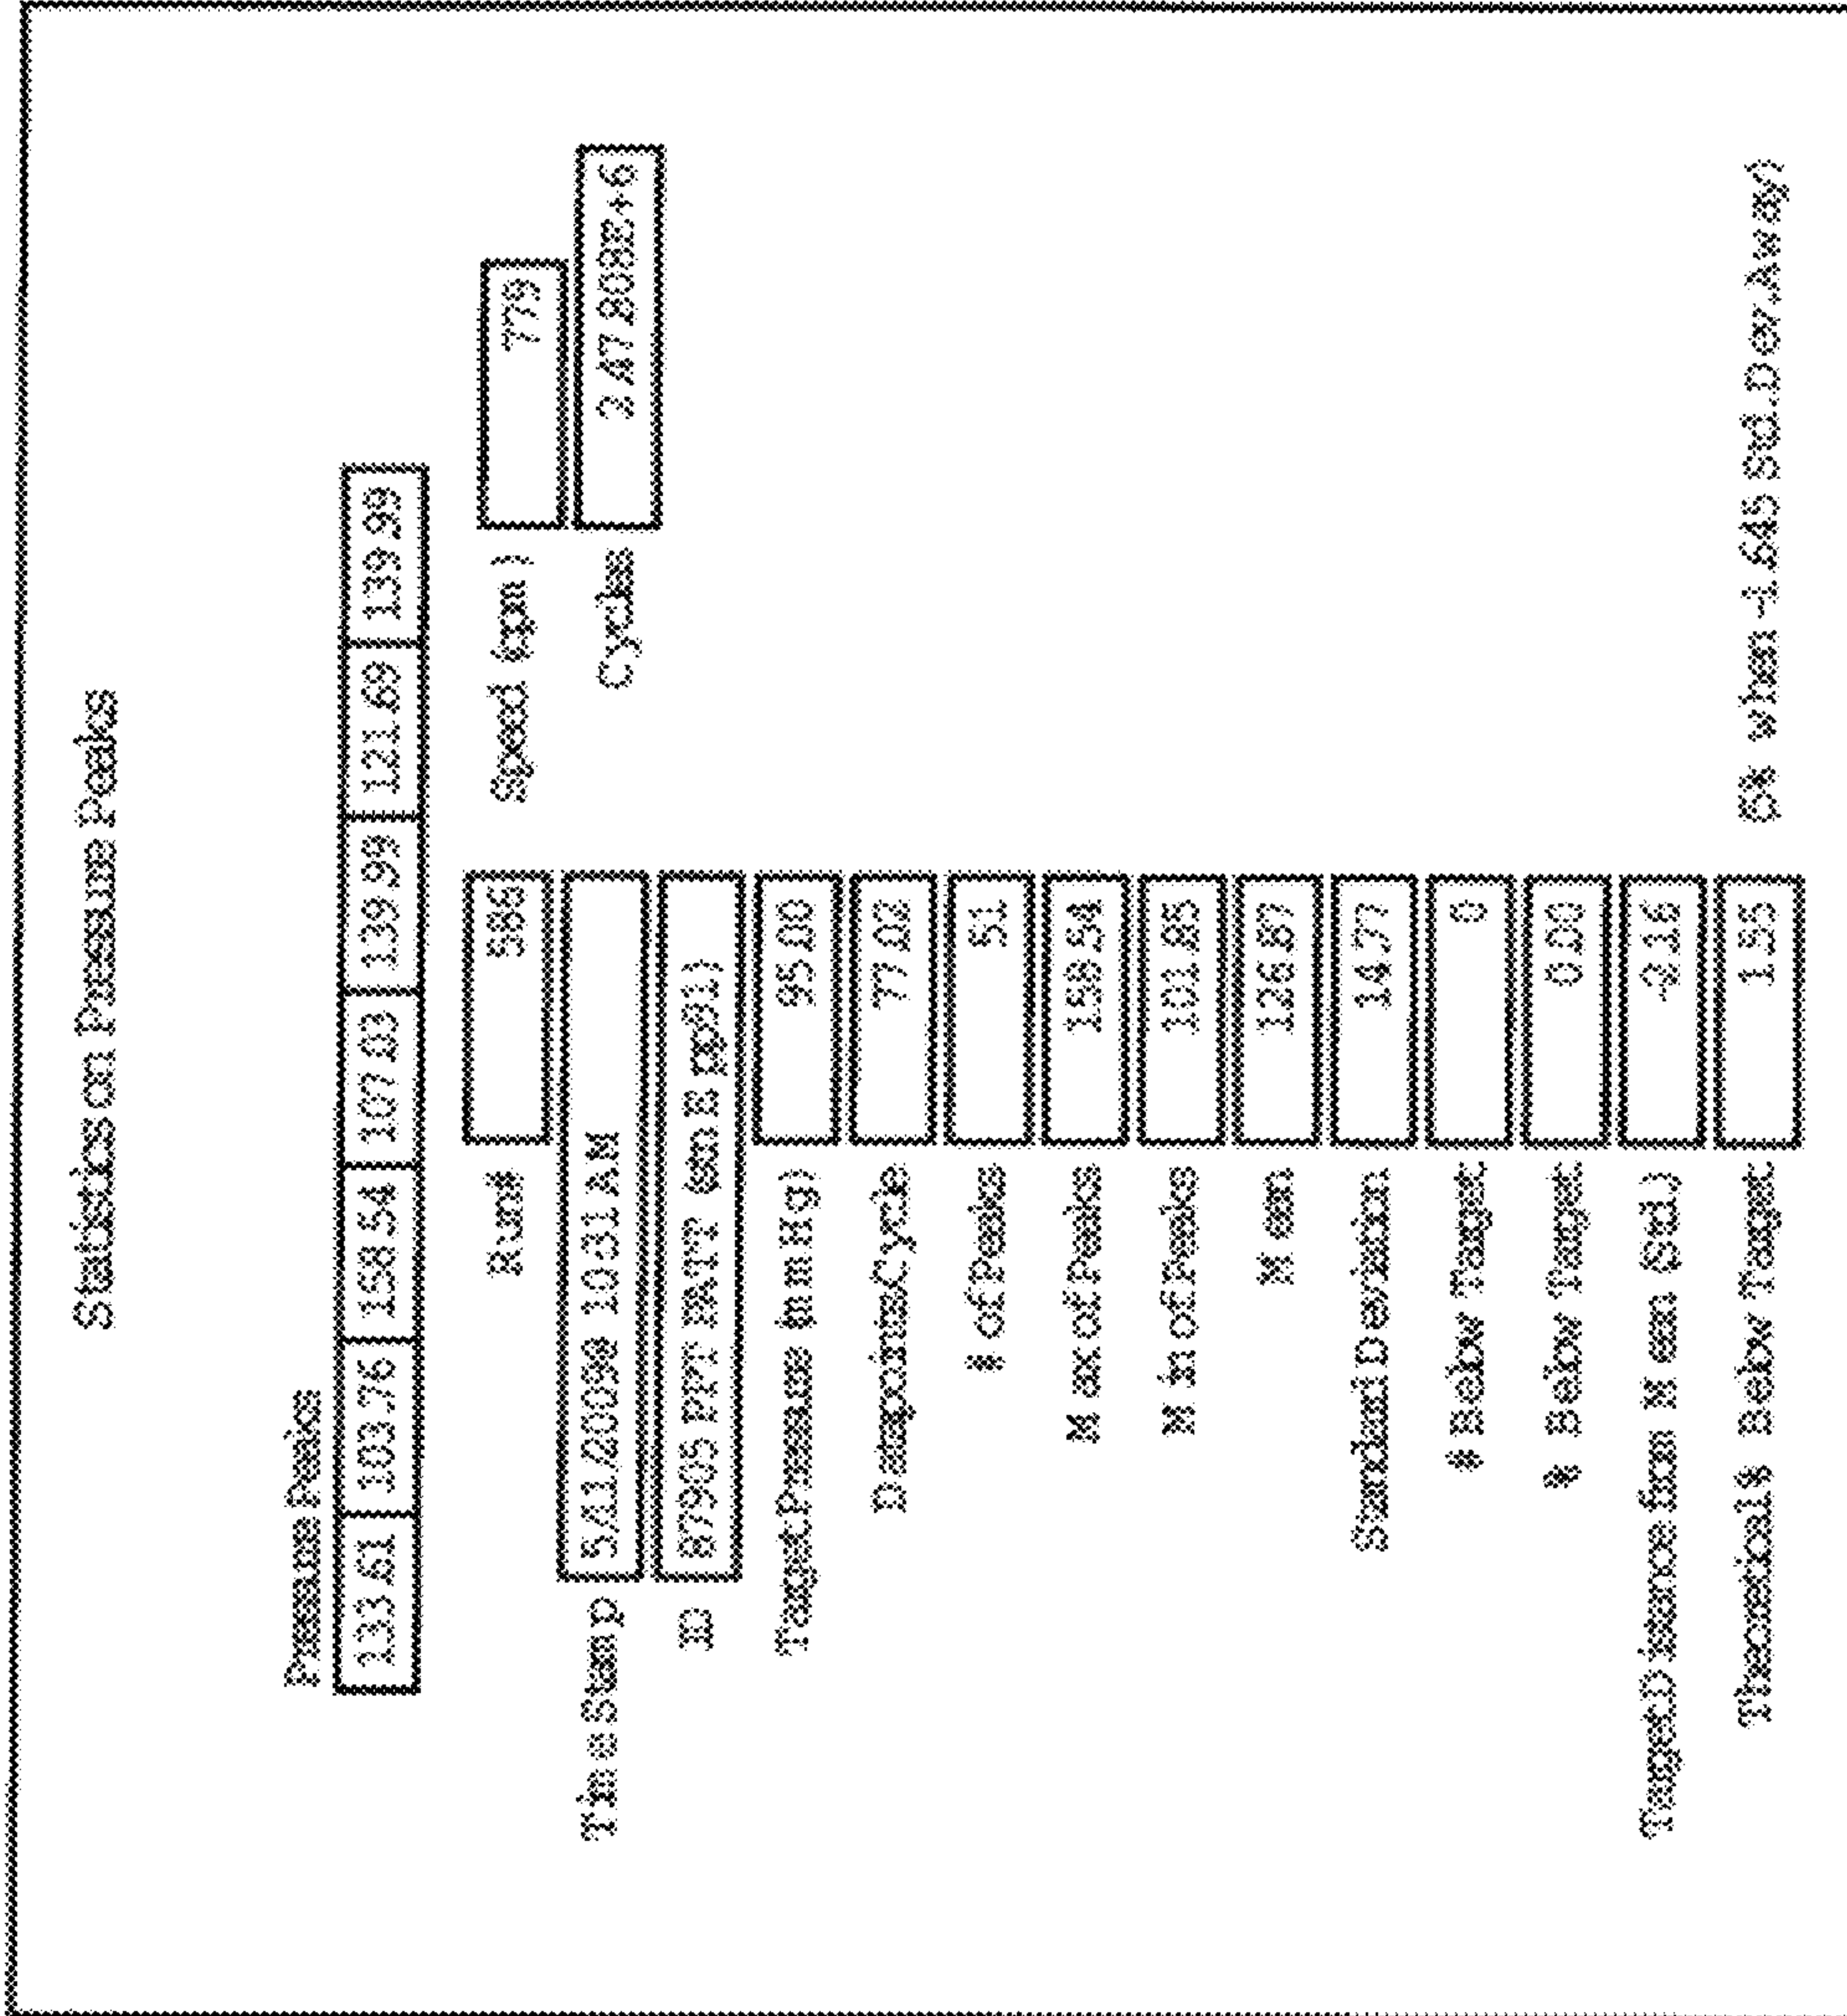 Statistics on Pressure Peaks
Pressure Peaks
133.61 103.76 158.54 107.03 139.99 121.69 139.99
Run# 586 Speed (cpm) 779
Time Stamp 5/11/2009 10:31 AM Cycles 2.47808E+6
ID
Target Pressure (in mmHg) 95.00
Datapoints/Cycle 77.02
# of Peaks 51
Max of Peaks 158.54
Min of Peaks 101.85
Mean 126.87
Standard Deviation 14.77
# Below Target 0
% Below Target 0.00
Target Distance from Mean (Std.) -2.16
Theoretical % Below Target 1.55 (5% when -1.645 Std.Dev.Away)